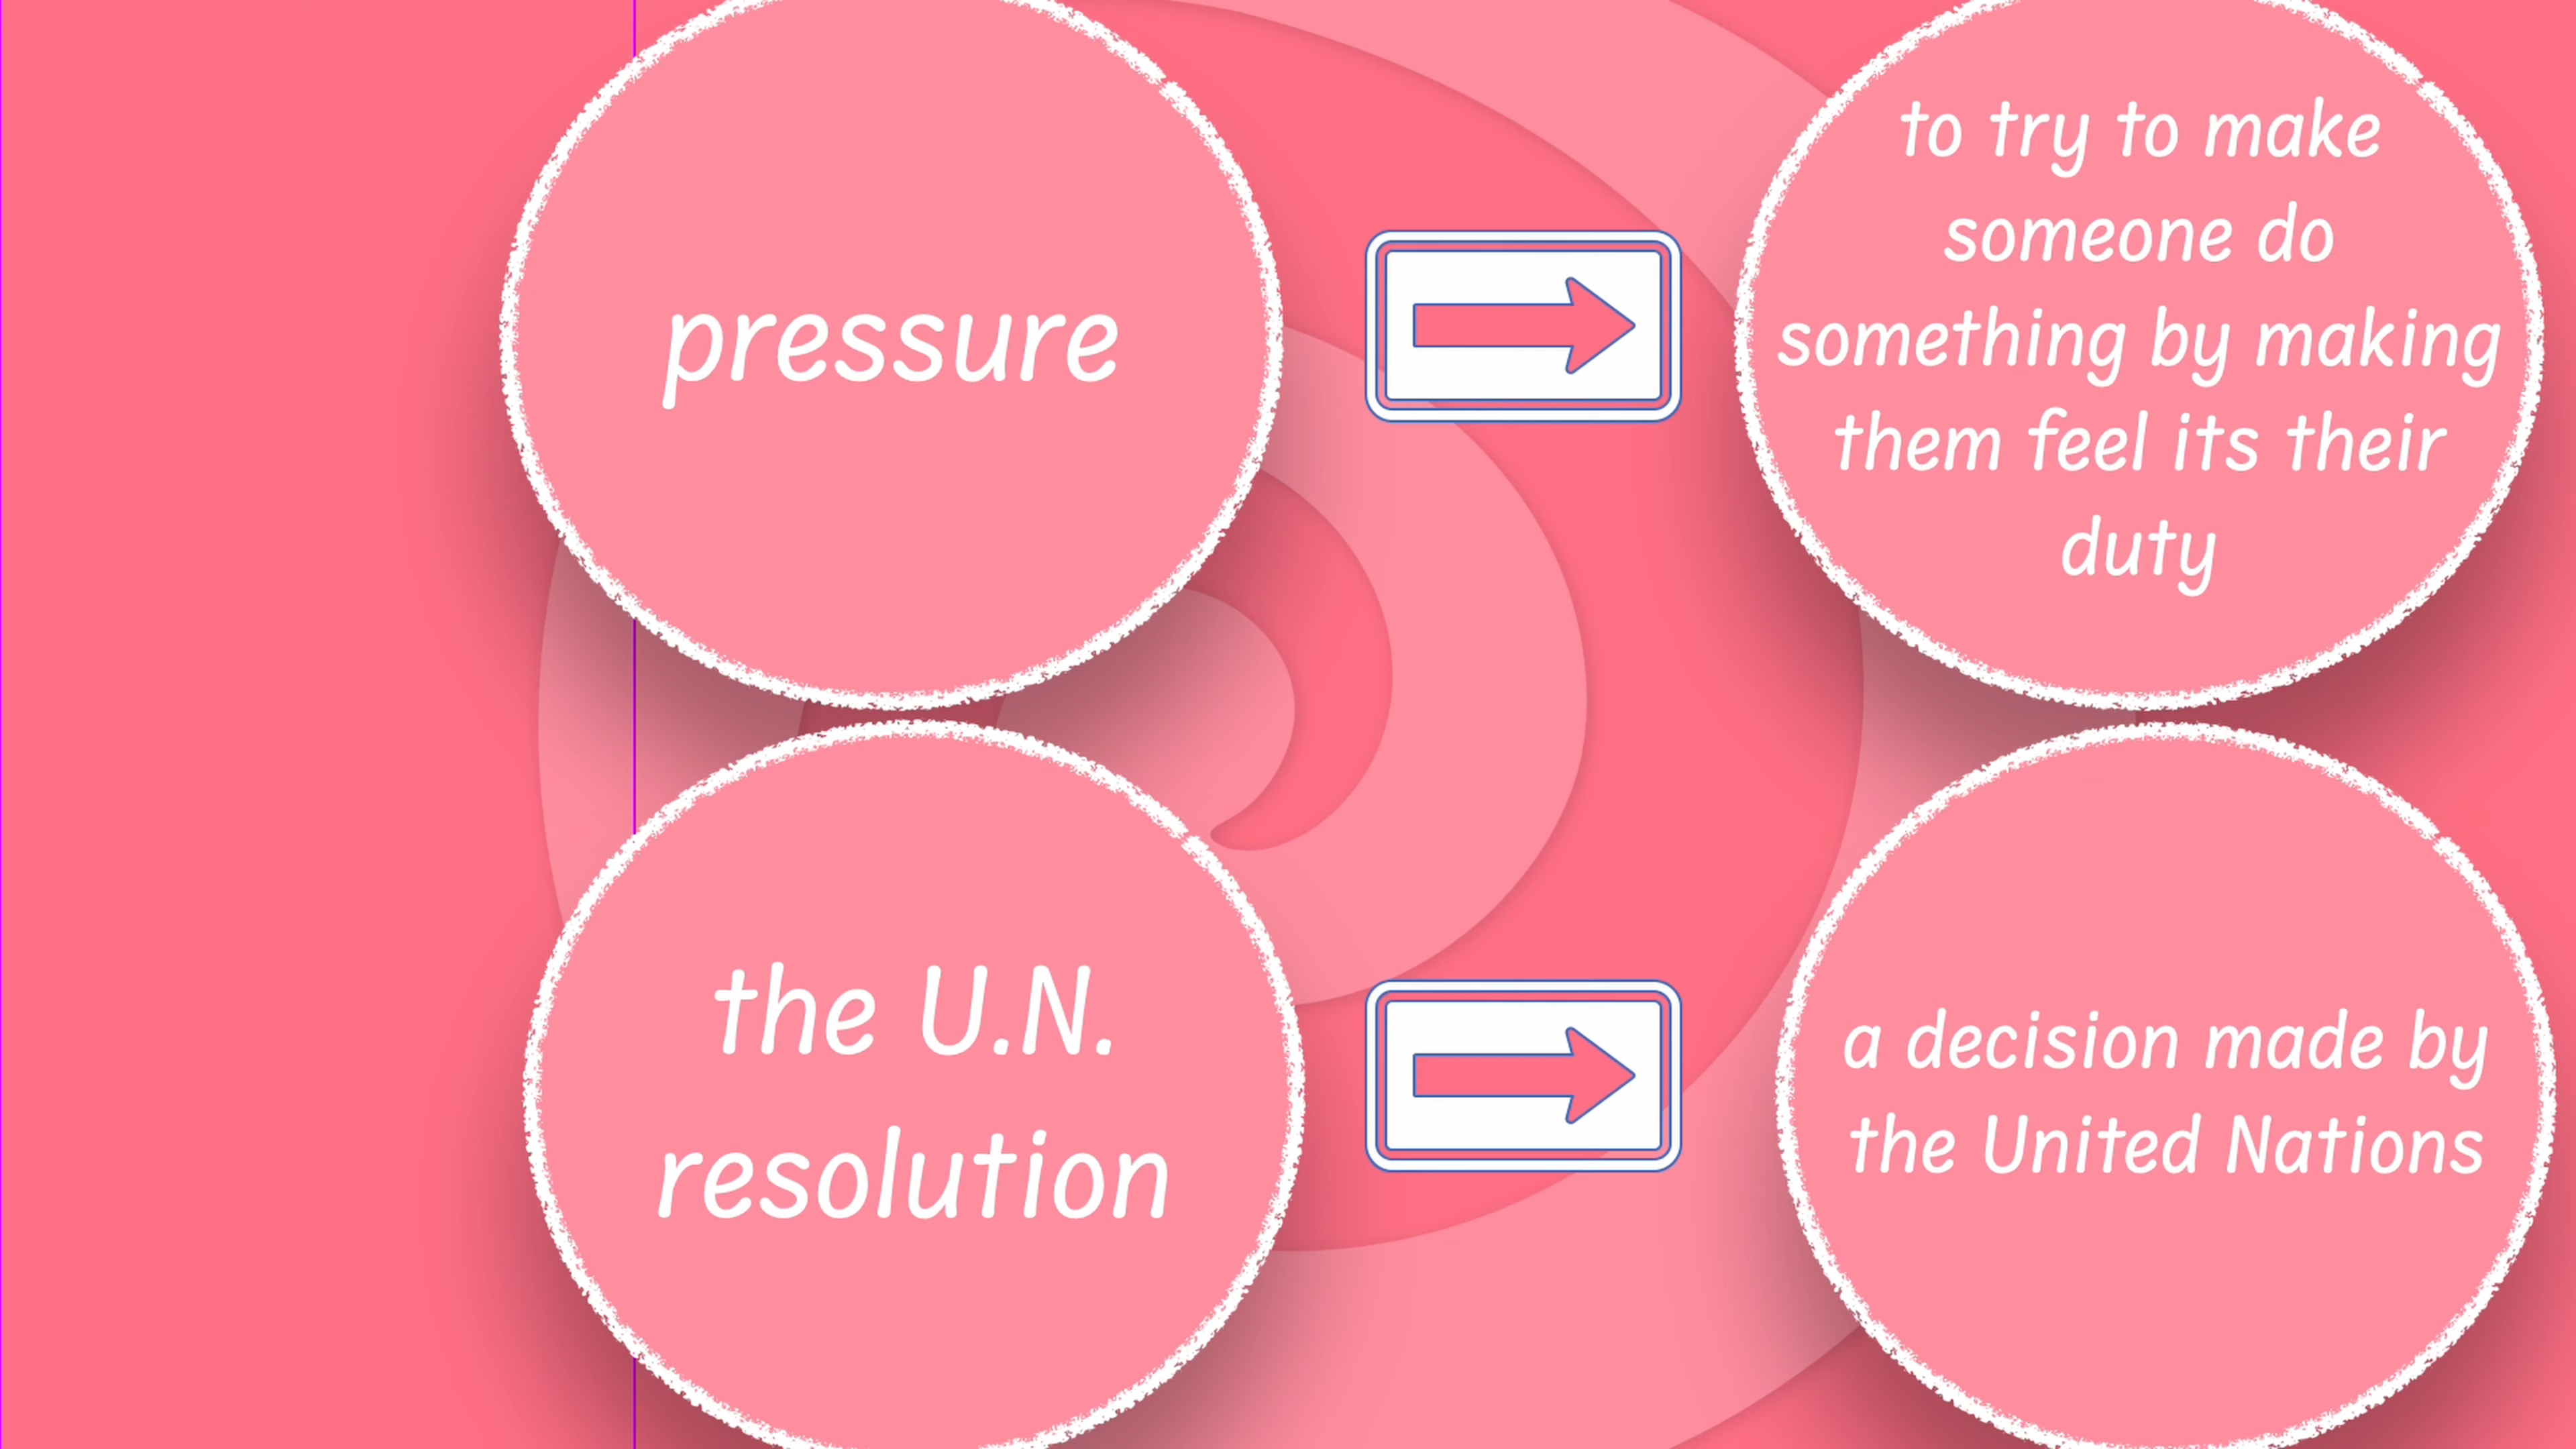 pressure
to try to make
someone do
something by making
them feel its their
duty
the U.N.
resolution
a decision made by
the United Nations